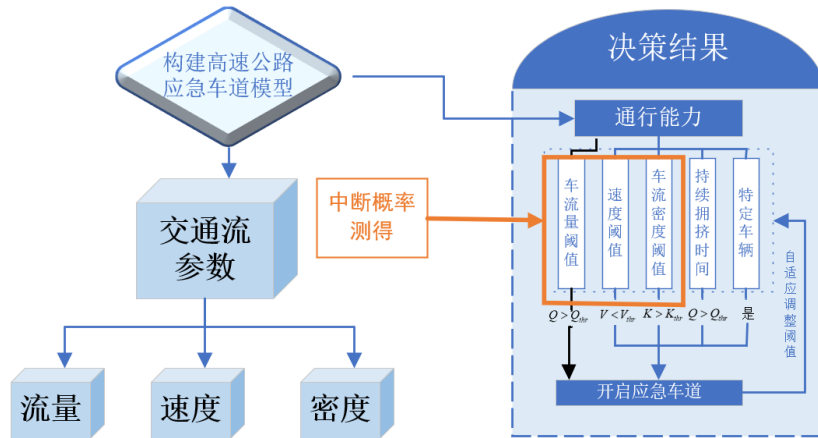 构建高速公路
应急车道模型
交通流
参数
流量
速度
密度
中断概率
测得
决策结果
通行能力
车流量阈值
速度阈值
车流密度阈值
持续拥挤时间
特定车辆
Q > Q_thr
V < V_thr
K > K_thr
Q > Q_thr
是
开启应急车道
自适应调整阈值